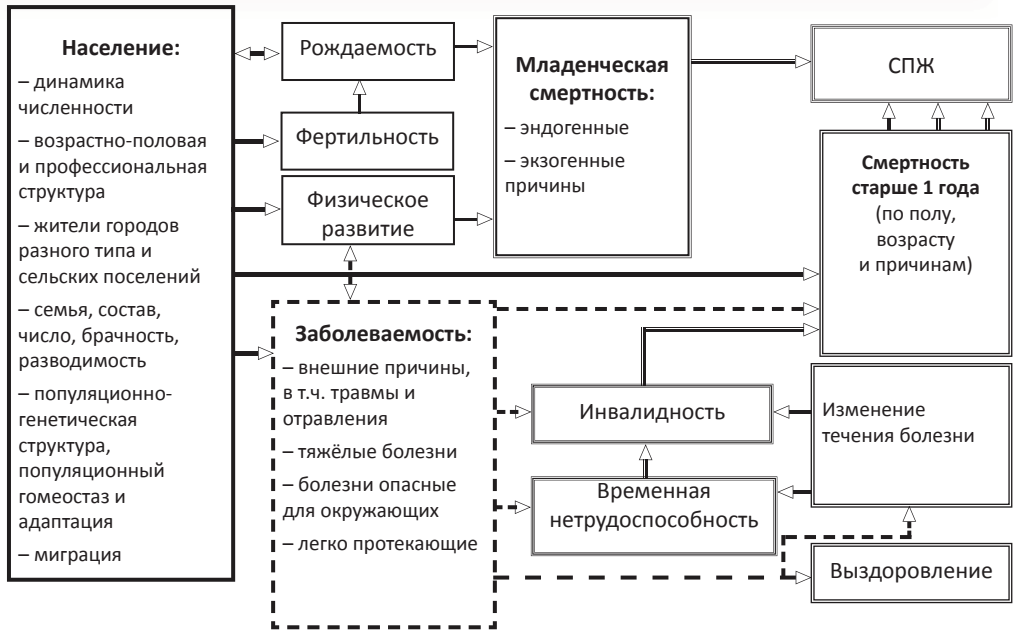 Население:
– динамика
численности
– возрастно-половая
и профессиональная
структура
– жители городов
разного типа и
сельских поселений
– семья, состав,
число, брачность,
разводимость
– популяционно-
генетическая
структура,
популяционный
гомеостаз и
адаптация
– миграция
Рождаемость
Фертильность
Физическое
развитие
Младенческая
смертность:
– эндогенные
– экзогенные
причины
СПЖ
Смертность
старше 1 года
(по полу,
возрасту
и причинам)
Заболеваемость:
– внешние причины,
в т.ч. травмы и
отравления
– тяжёлые болезни
– болезни опасные
для окружающих
– легко протекающие
Инвалидность
Временная
нетрудоспособность
Изменение
течения болезни
Выздоровление